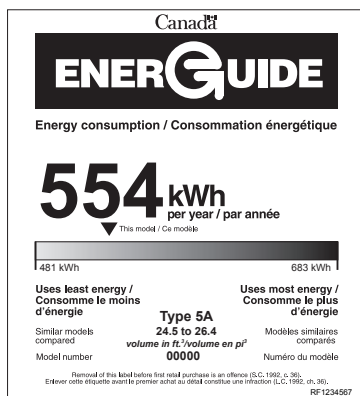 Canada
ENERGUIDE
Energy consumption / Consommation énergétique
554 kWh
per year / par année
This model / Ce modèle
481 kWh 683 kWh
Uses least energy / Consomme le moins d'énergie
Uses most energy / Consomme le plus d'énergie
Type 5A
Similar models compared
24.5 to 26.4
volume in ft.³/volume en pi³
Modèles similaires comparés
Model number 00000 Numéro du modèle
Removal of this label before first retail purchase is an offence (S.C. 1992, c. 36).
Enlever cette étiquette avant le premier achat au détail constitue une infraction (L.C. 1992, ch. 36).
RF1234567